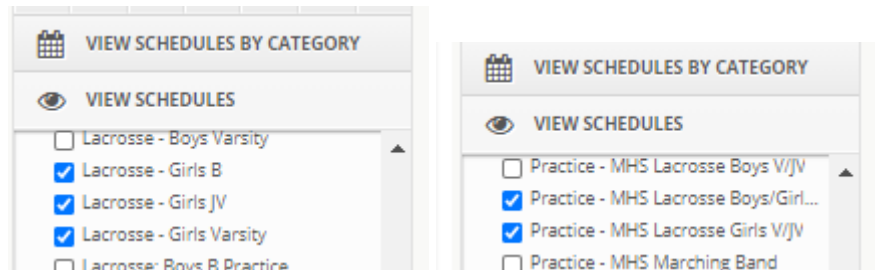 VIEW SCHEDULES BY CATEGORY
VIEW SCHEDULES
Lacrosse - Boys Varsity
Lacrosse - Girls B
Lacrosse - Girls JV
Lacrosse - Girls Varsity
Lacrosse: Boys B Practice
VIEW SCHEDULES BY CATEGORY
VIEW SCHEDULES
Practice - MHS Lacrosse Boys V/JV
Practice - MHS Lacrosse Boys/Girl...
Practice - MHS Lacrosse Girls V/JV
Practice - MHS Marching Band